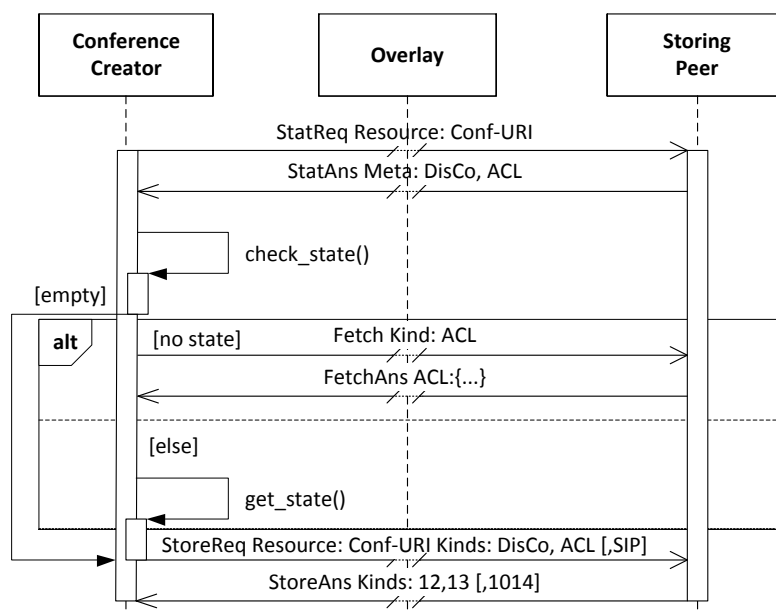 Conference
Creator
Overlay
Storing
Peer
StatReq Resource: Conf-URI
StatAns Meta: DisCo, ACL
check_state()
[empty]
alt
[no state]
Fetch Kind: ACL
FetchAns ACL:{...}
[else]
get_state()
StoreReq Resource: Conf-URI Kinds: DisCo, ACL [,SIP]
StoreAns Kinds: 12,13 [,1014]